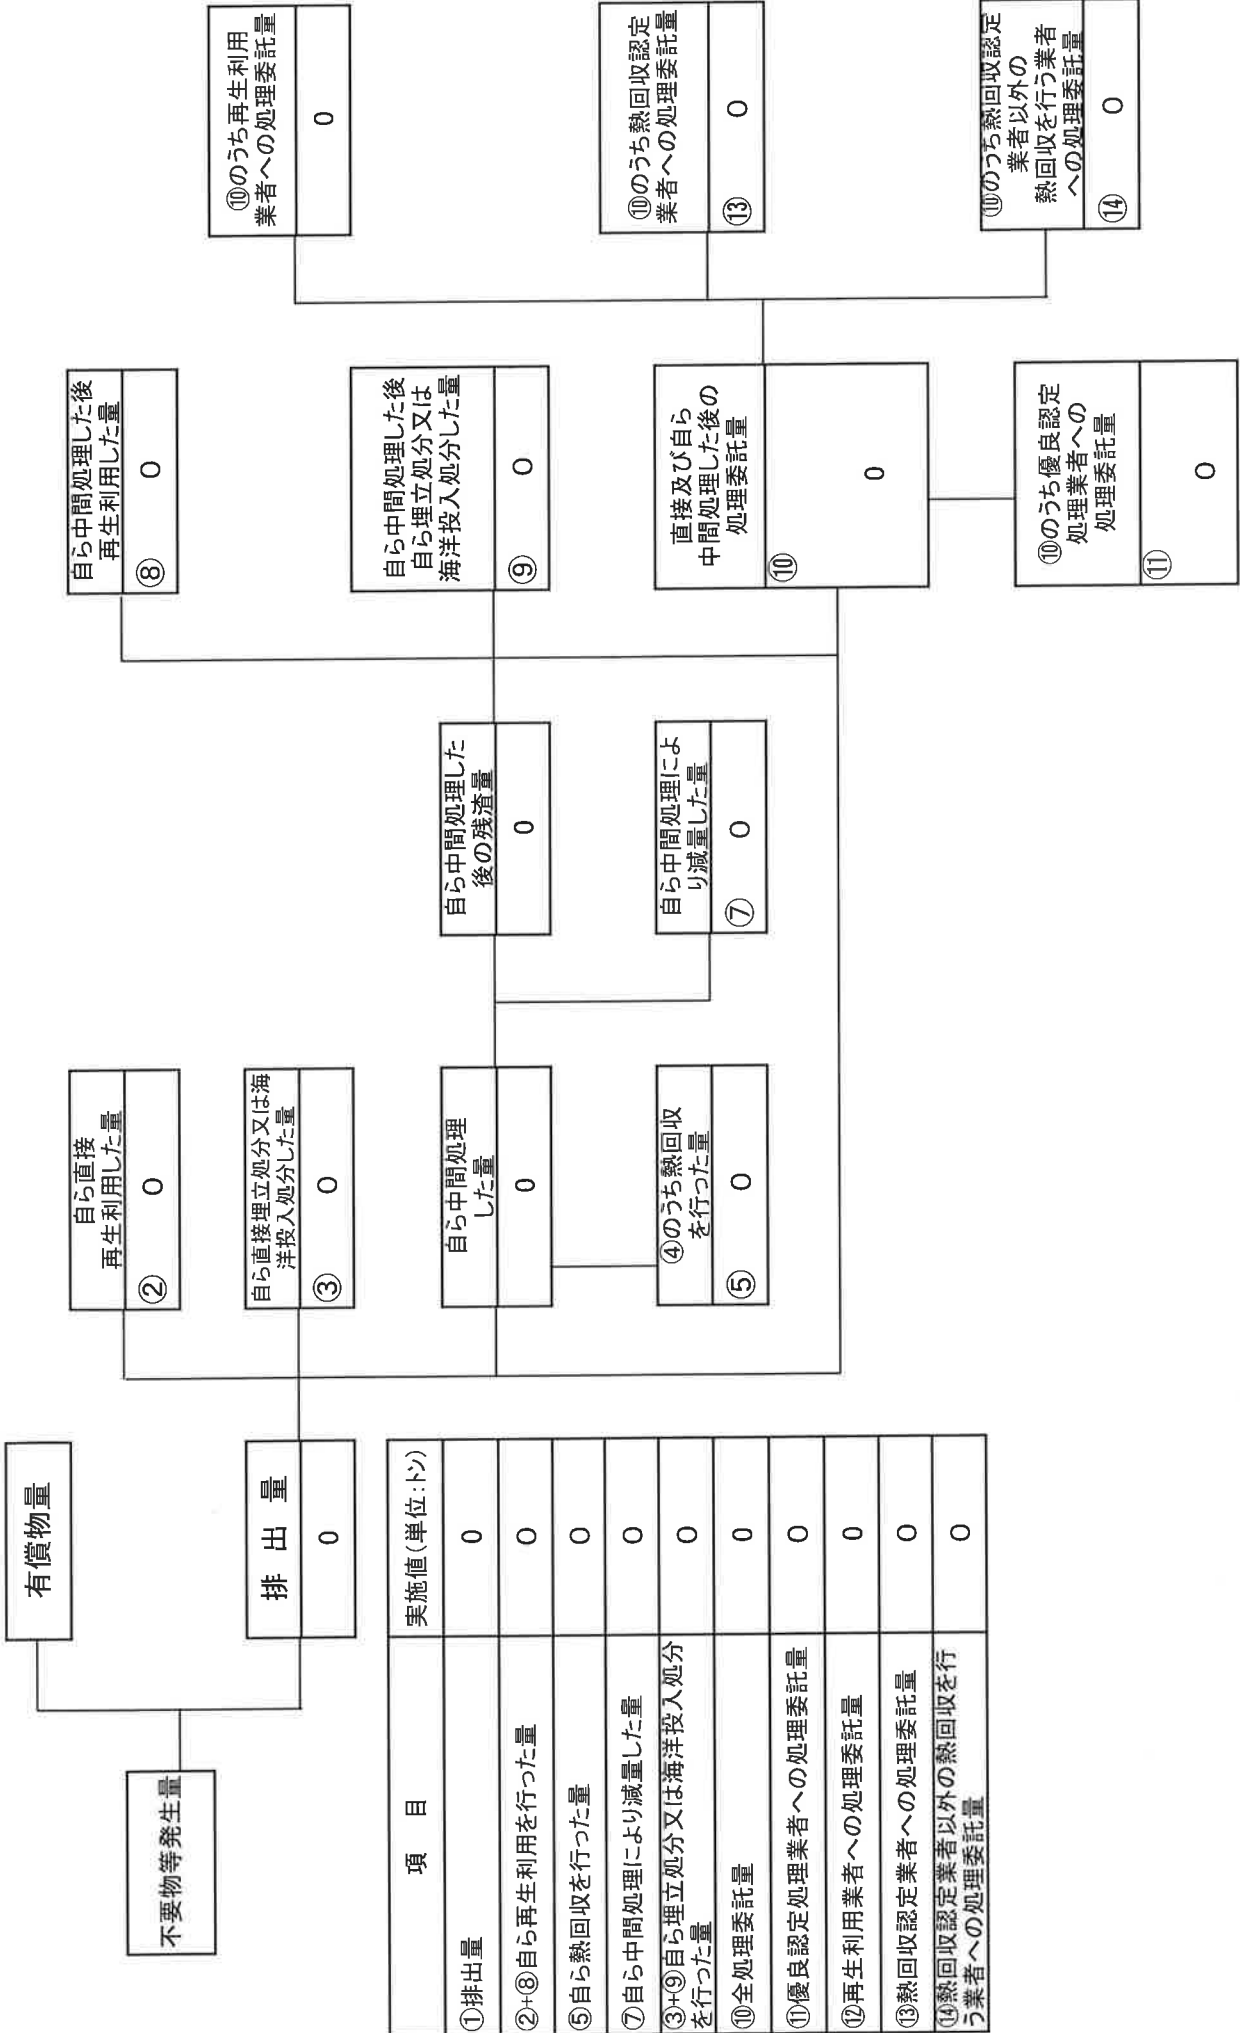 不要物等発生量
有償物量
排 出 量
0
自ら直接
再生利用した量
② 0
自ら直接埋立処分又は海
洋投入処分した量
③ 0
自ら中間処理
した量
0
④のうち熱回収
を行った量
⑤ 0
自ら中間処理した
後の残渣量
0
自ら中間処理によ
り減量した量
⑦ 0
自ら中間処理した後
再生利用した量
⑧ 0
自ら中間処理した後
自ら埋立処分又は
海洋投入処分した量
⑨ 0
直接及び自ら
中間処理した後の
処理委託量
⑩ 0
⑩のうち優良認定
処理業者への
処理委託量
⑪ 0
⑩のうち再生利用
業者への処理委託量
0
⑩のうち熱回収認定
業者への処理委託量
⑬ 0
⑩のうち熱回収認定
業者以外の
熱回収を行う業者
への処理委託量
⑭ 0
項 目 実施値(単位:トン)
①排出量 0
②+⑧自ら再生利用を行った量 0
⑤自ら熱回収を行った量 0
⑦自ら中間処理により減量した量 0
③+⑨自ら埋立処分又は海洋投入処分
を行った量 0
⑩全処理委託量 0
⑪優良認定処理業者への処理委託量 0
⑫再生利用業者への処理委託量 0
⑬熱回収認定業者への処理委託量 0
⑭熱回収認定業者以外の熱回収を行
う業者への処理委託量 0